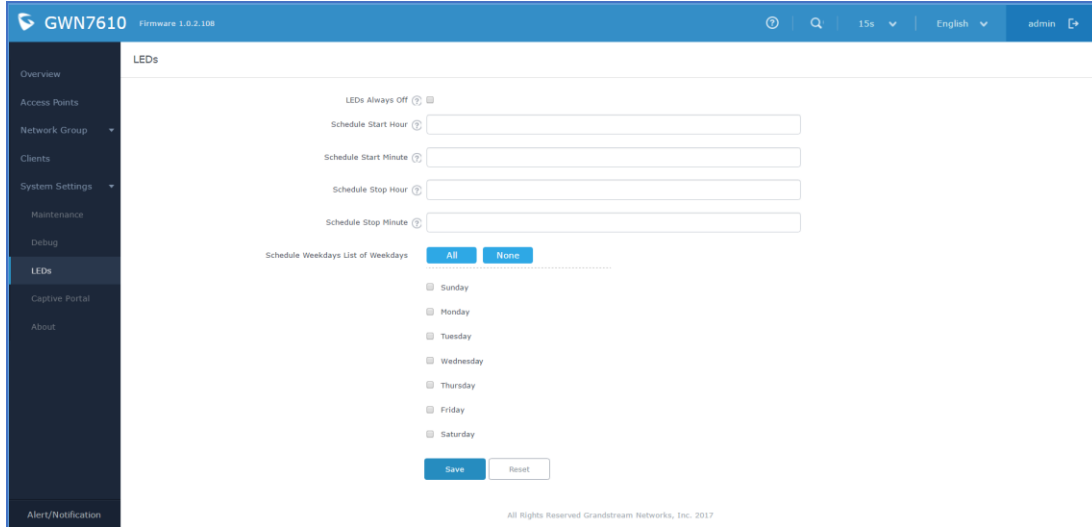 GWN7610 Firmware 1.0.2.108 15s English admin
LEDs
Overview
Access Points
Network Group
Clients
System Settings
Maintenance
Debug
LEDs
Captive Portal
About
Alert/Notification
LEDs Always Off ?
Schedule Start Hour ?
Schedule Start Minute ?
Schedule Stop Hour ?
Schedule Stop Minute ?
Schedule Weekdays List of Weekdays All None
Sunday
Monday
Tuesday
Wednesday
Thursday
Friday
Saturday
Save Reset
All Rights Reserved Grandstream Networks, Inc. 2017